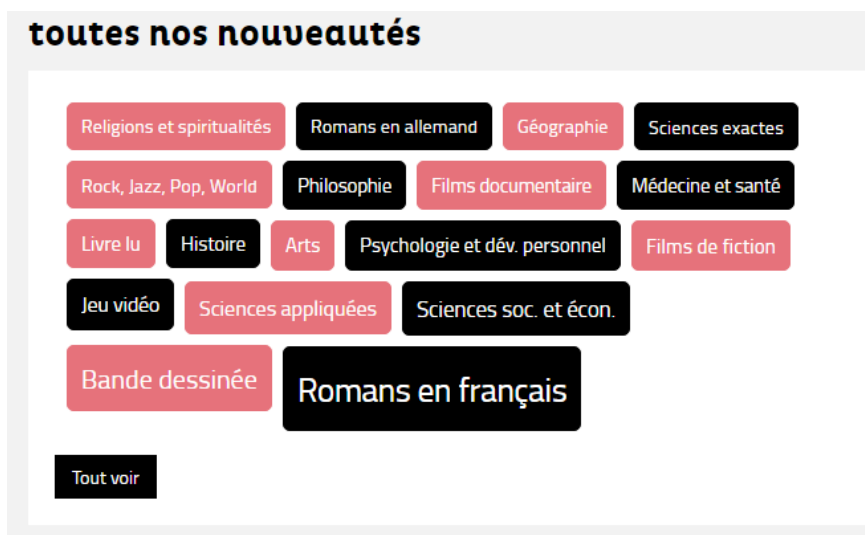 toutes nos nouveautés
Religions et spiritualités Romans en allemand Géographie Sciences exactes
Rock, Jazz, Pop, World Philosophie Films documentaire Médecine et santé
Livre lu Histoire Arts Psychologie et dév. personnel Films de fiction
Jeu vidéo Sciences appliquées Sciences soc. et écon.
Bande dessinée Romans en français
Tout voir